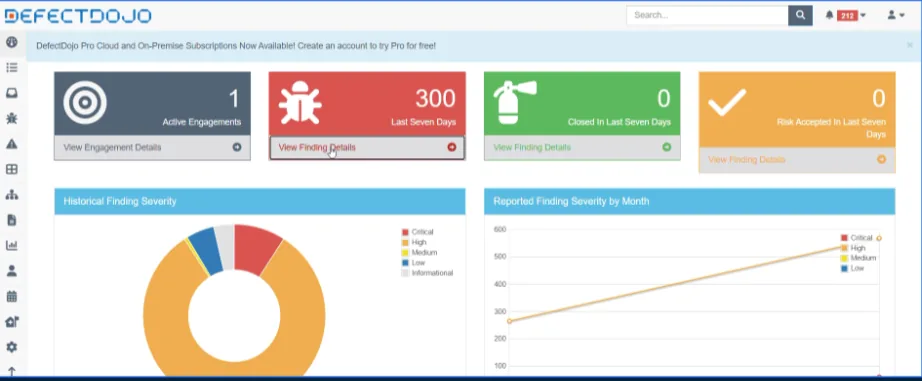 DEFECTDOJO
Search...
212
DefectDojo Pro Cloud and On-Premise Subscriptions Now Available! Create an account to try Pro for free!
×
1
Active Engagements
View Engagement Details
300
Last Seven Days
View Finding Details
0
Closed In Last Seven Days
View Finding Details
0
Risk Accepted In Last Seven
Days
View Finding Details
Historical Finding Severity
Critical
High
Medium
Low
Informational
Reported Finding Severity by Month
600
500
400
300
200
100
Critical
High
Medium
Low